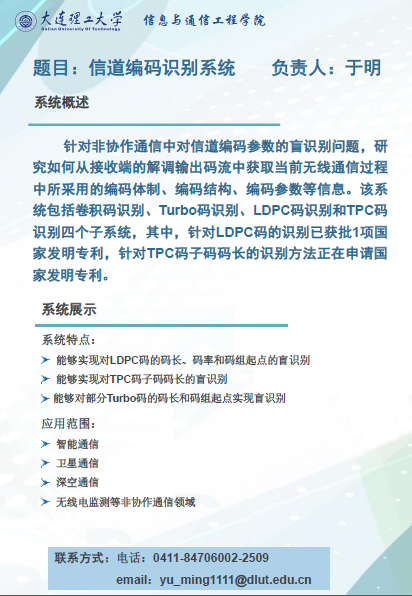 大连理工大学 信息与通信工程学院
Dalian University Of Technology
题目：信道编码识别系统 负责人：于明
系统概述
针对非协作通信中对信道编码参数的盲识别问题，研
究如何从接收端的解调输出码流中获取当前无线通信过程
中所采用的编码体制、编码结构、编码参数等信息。该系
统包括卷积码识别、Turbo码识别、LDPC码识别和TPC码
识别四个子系统，其中，针对LDPC码的识别已获批1项国
家发明专利，针对TPC码子码码长的识别方法正在申请国
家发明专利。
系统展示
系统特点：
能够实现对LDPC码的码长、码率和码组起点的盲识别
能够实现对TPC码子码码长的盲识别
能够对部分Turbo码的码长和码组起点实现盲识别
应用范围：
智能通信
卫星通信
深空通信
无线电监测等非协作通信领域
联系方式：电话：0411-84706002-2509
email：yu_ming1111@dlut.edu.cn